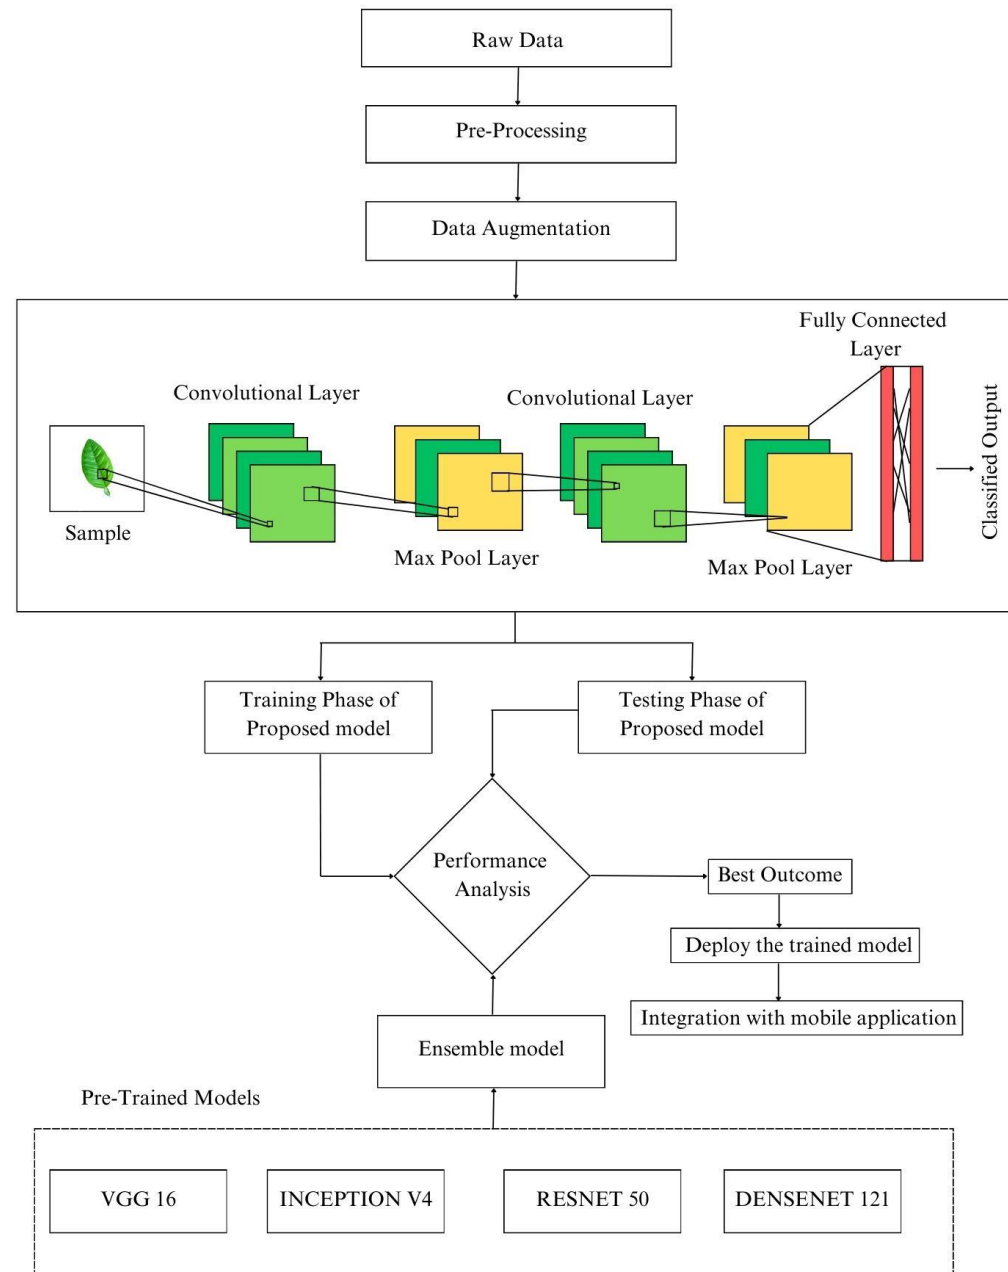 Raw Data
Pre-Processing
Data Augmentation
Fully Connected
Layer
Convolutional Layer
Convolutional Layer
Classified Output
Sample
Max Pool Layer
Max Pool Layer
Training Phase of
Proposed model
Testing Phase of
Proposed model
Performance
Analysis
Best Outcome
Deploy the trained model
Integration with mobile application
Ensemble model
Pre-Trained Models
VGG 16
INCEPTION V4
RESNET 50
DENSENET 121